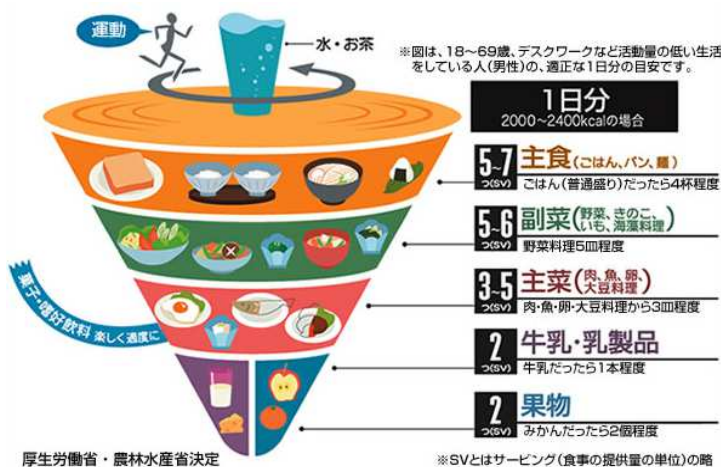 運動
水・お茶
※図は、18～69歳、デスクワークなど活動量の低い生活
をしている人(男性)の、適正な1日分の目安です。
1日分
2000～2400kcalの場合
5~7 つ(SV) 主食(ごはん、パン、麺)
ごはん(普通盛り)だったら4杯程度
5~6 つ(SV) 副菜(野菜、きのこ、
いも、海藻料理)
野菜料理5皿程度
3~5 つ(SV) 主菜(肉、魚、卵、
大豆料理)
肉・魚・卵・大豆料理から3皿程度
菓子・嗜好飲料 楽しく適度に
2 つ(SV) 牛乳・乳製品
牛乳だったら1本程度
2 つ(SV) 果物
みかんだったら2個程度
厚生労働省・農林水産省決定
※SVとはサービング(食事の提供量の単位)の略